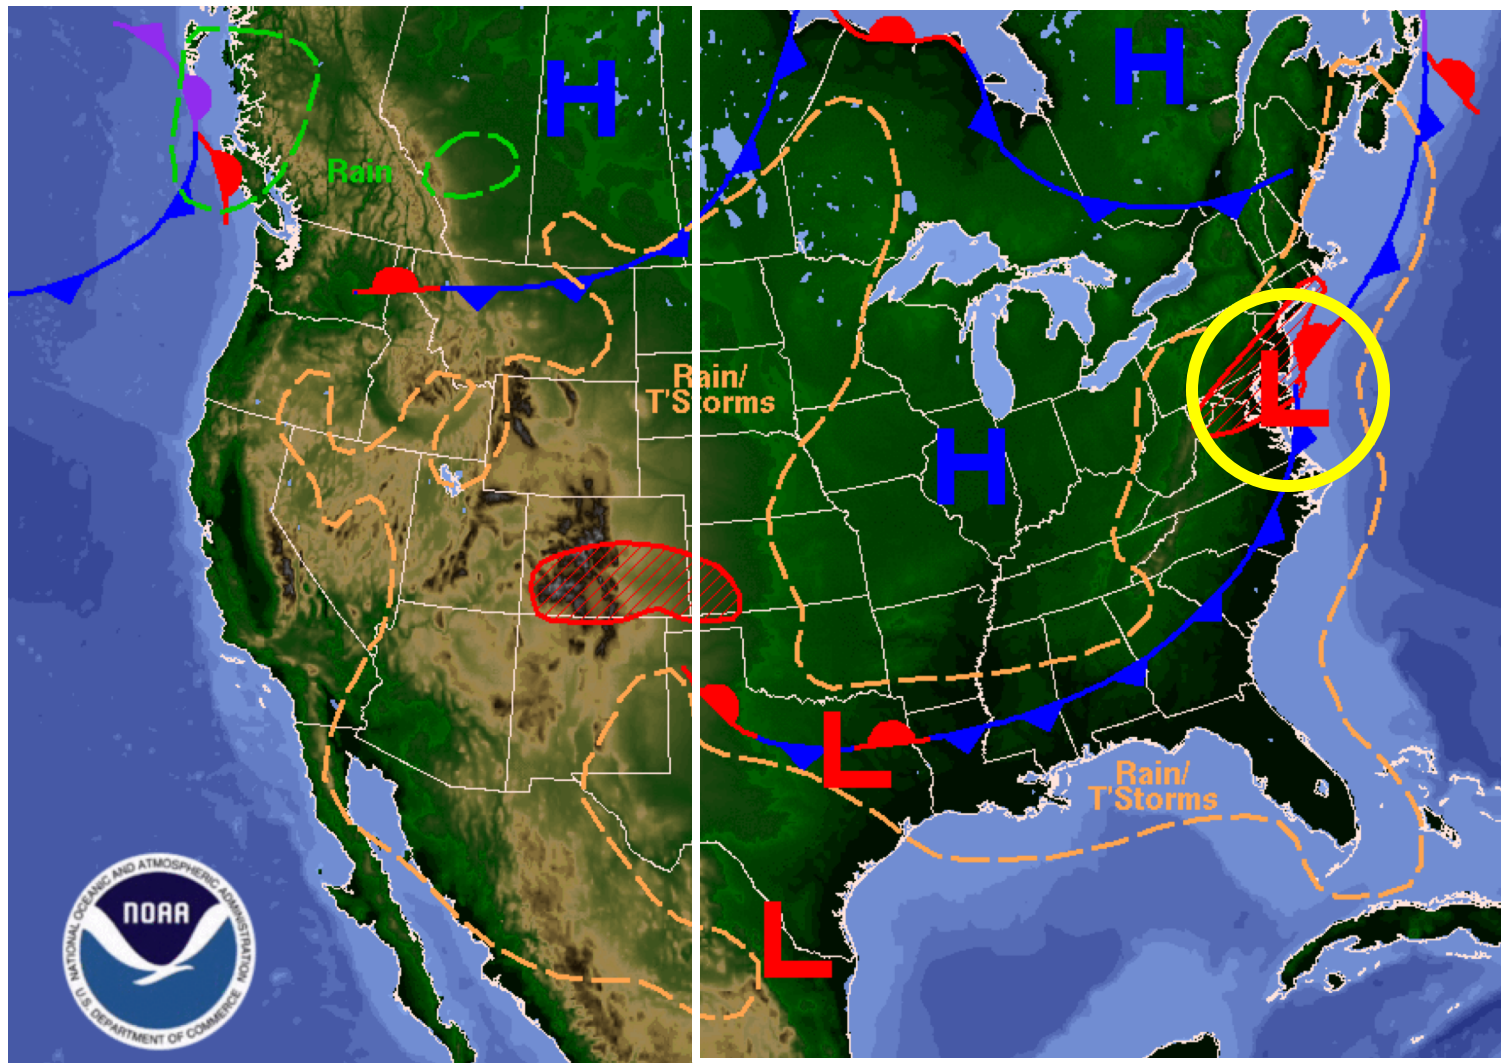 H
H
Rain
Rain/
T'Storms
L
H
L
Rain/
T'Storms
L
NATIONAL OCEANIC AND ATMOSPHERIC ADMINISTRATION
NOAA
U.S. DEPARTMENT OF COMMERCE